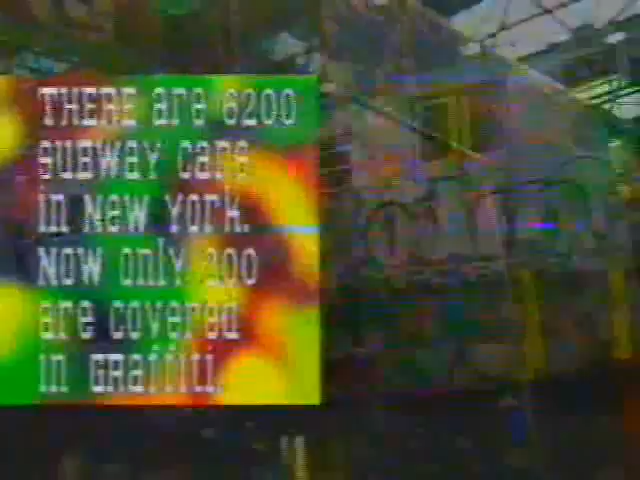 THERE are 6200
SUBWAY cars
in New York.
NOW only 200
are covered
in GRaffiti.